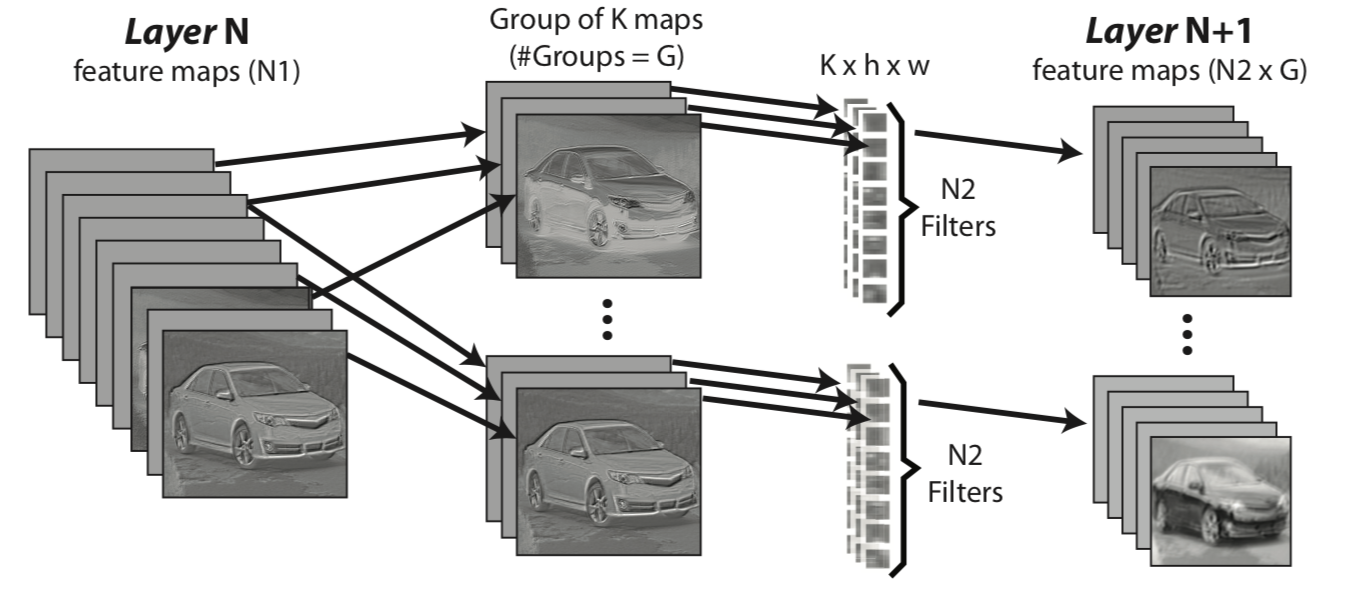 Layer N
feature maps (N1)
Group of K maps
(#Groups = G)
K x h x w
Layer N+1
feature maps (N2 x G)
N2
Filters
N2
Filters